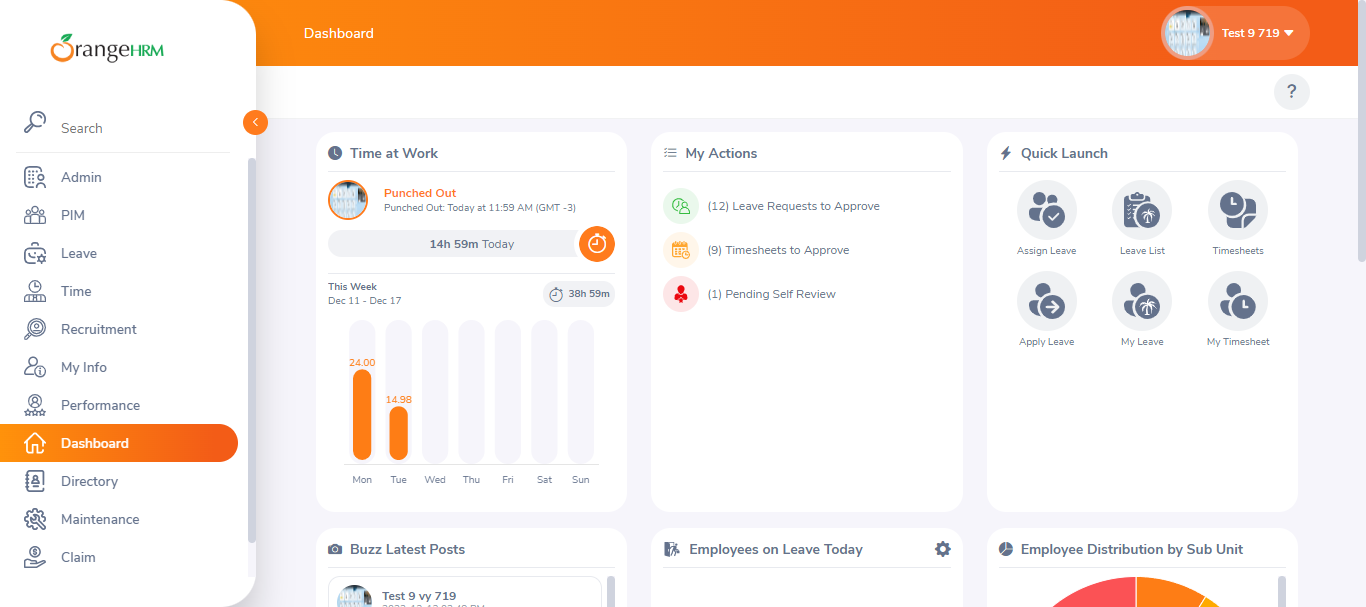 OrangeHRM
Dashboard
Test 9 719
?
Search
Admin
PIM
Leave
Time
Recruitment
My Info
Performance
Dashboard
Directory
Maintenance
Claim
Time at Work
Punched Out
Punched Out: Today at 11:59 AM (GMT -3)
14h 59m Today
This Week
Dec 11 - Dec 17
38h 59m
24.00
14.98
Mon Tue Wed Thu Fri Sat Sun
My Actions
(12) Leave Requests to Approve
(9) Timesheets to Approve
(1) Pending Self Review
Quick Launch
Assign Leave
Leave List
Timesheets
Apply Leave
My Leave
My Timesheet
Buzz Latest Posts
Test 9 vy 719
Employees on Leave Today
Employee Distribution by Sub Unit